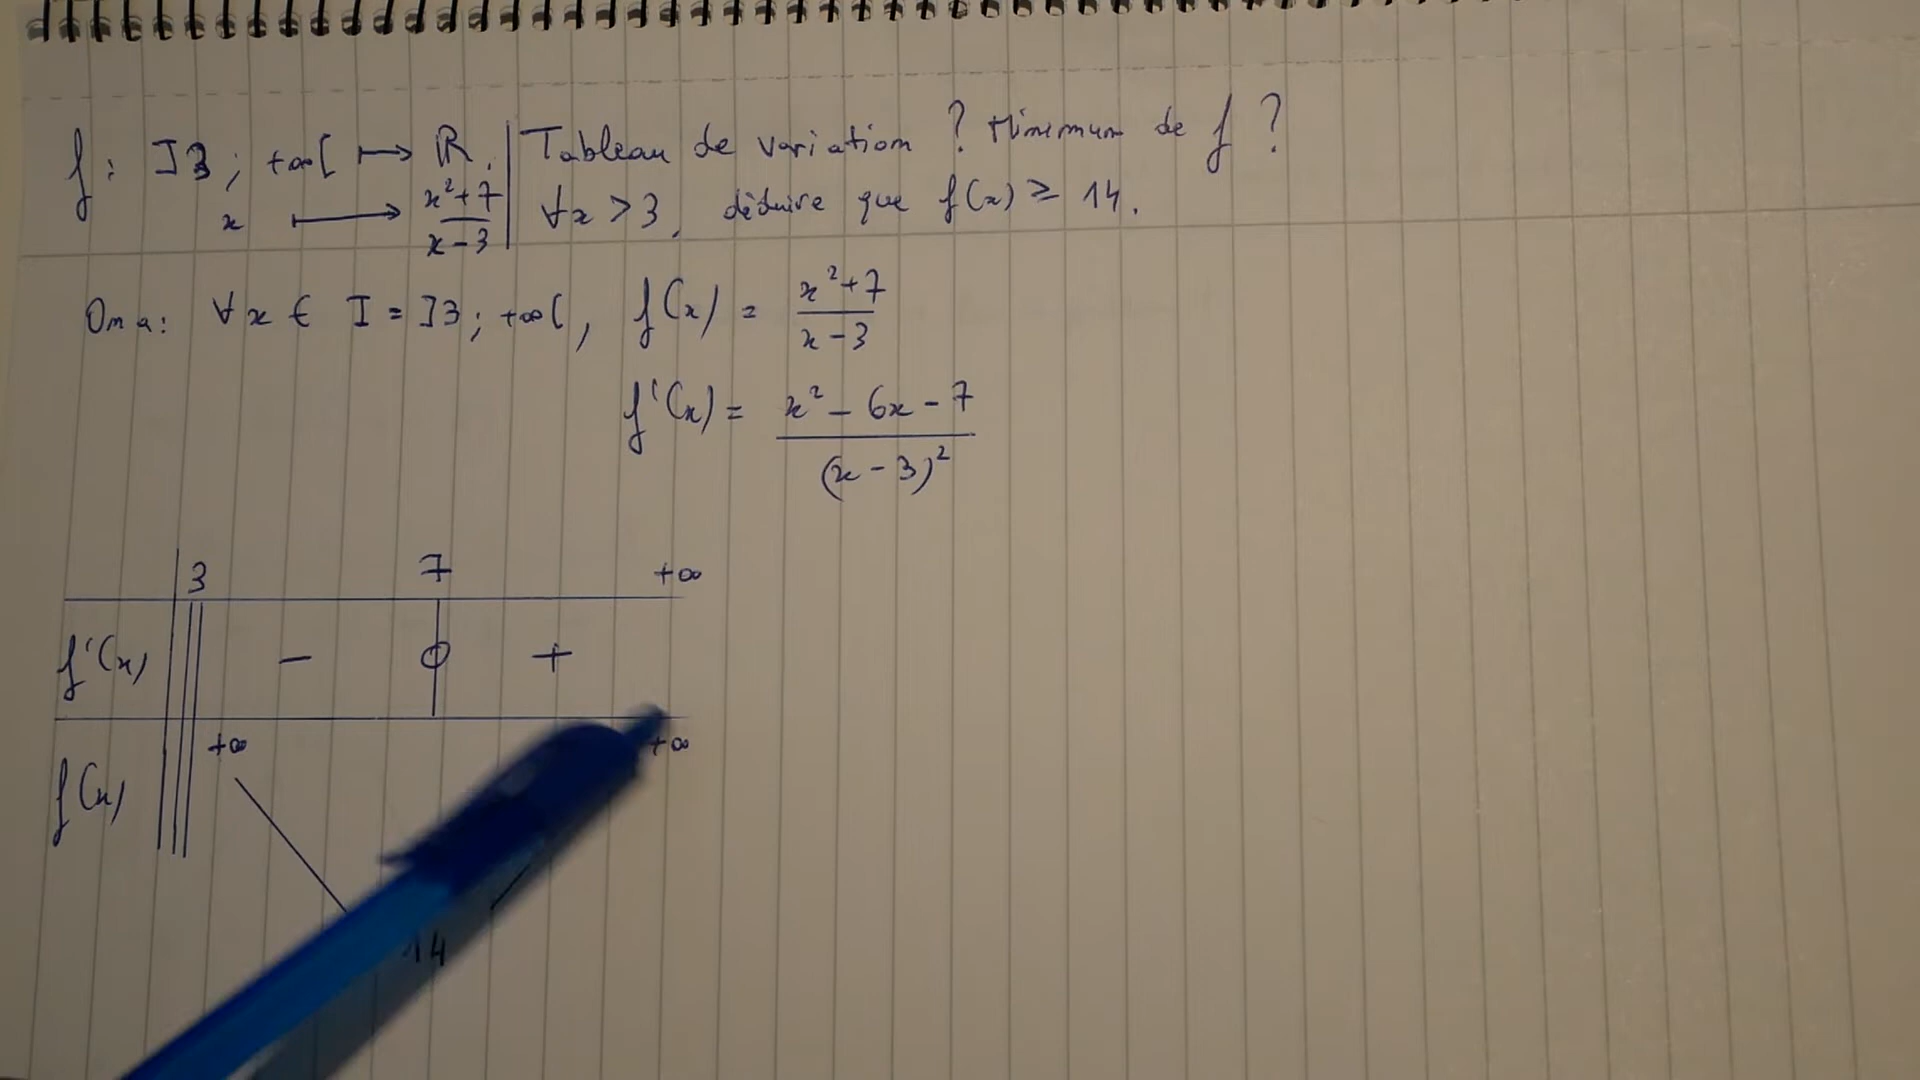 f : ]3 ; +∞[ ⟼ ℝ. | Tableau de variation ? Minimum de f ?
x ⟼ (x²+7)/(x-3) | ∀x > 3, déduire que f(x) ≥ 14.
On a : ∀x ∈ I = ]3 ; +∞[, f(x) = (x²+7)/(x-3)
f'(x) = (x² - 6x - 7)/(x - 3)²
3 7 +∞
f'(x) - 0 +
+∞ +∞
f(x)
14